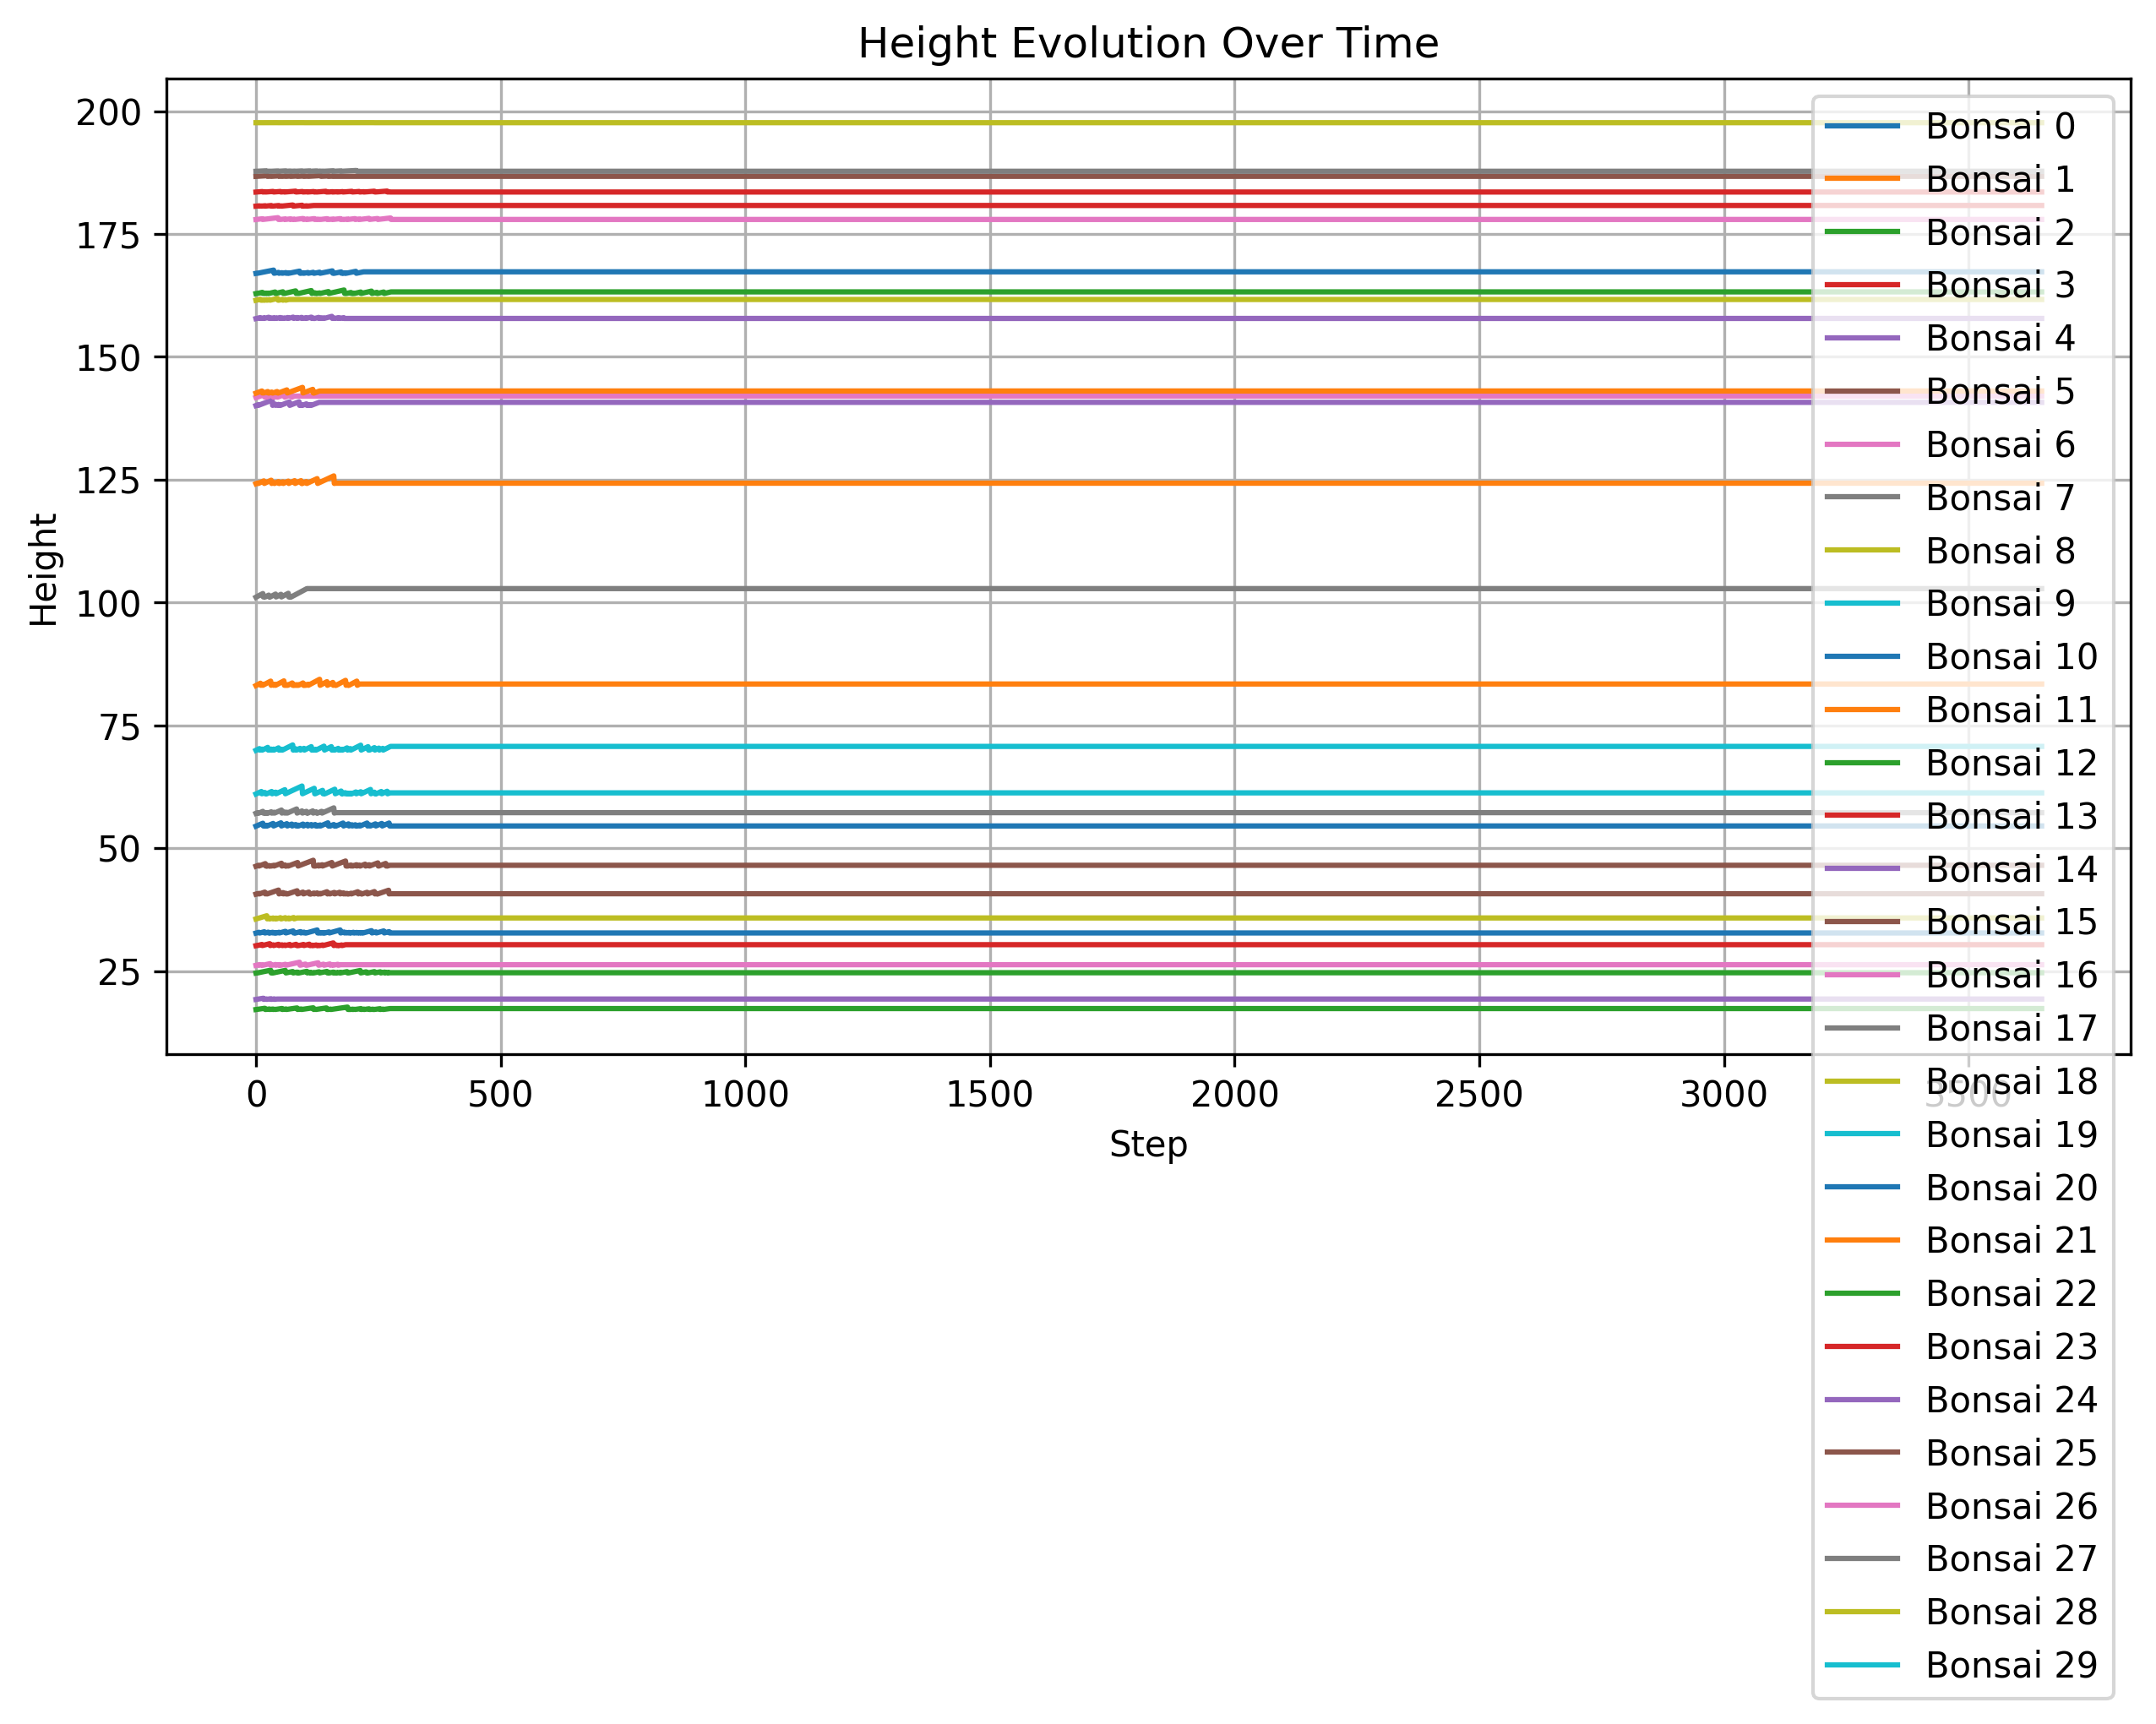 Height Evolution Over Time
200
175
150
125
100
75
50
25
Height
0
500
1000
1500
2000
2500
3000
3500
Step
Bonsai 0
Bonsai 1
Bonsai 2
Bonsai 3
Bonsai 4
Bonsai 5
Bonsai 6
Bonsai 7
Bonsai 8
Bonsai 9
Bonsai 10
Bonsai 11
Bonsai 12
Bonsai 13
Bonsai 14
Bonsai 15
Bonsai 16
Bonsai 17
Bonsai 18
Bonsai 19
Bonsai 20
Bonsai 21
Bonsai 22
Bonsai 23
Bonsai 24
Bonsai 25
Bonsai 26
Bonsai 27
Bonsai 28
Bonsai 29